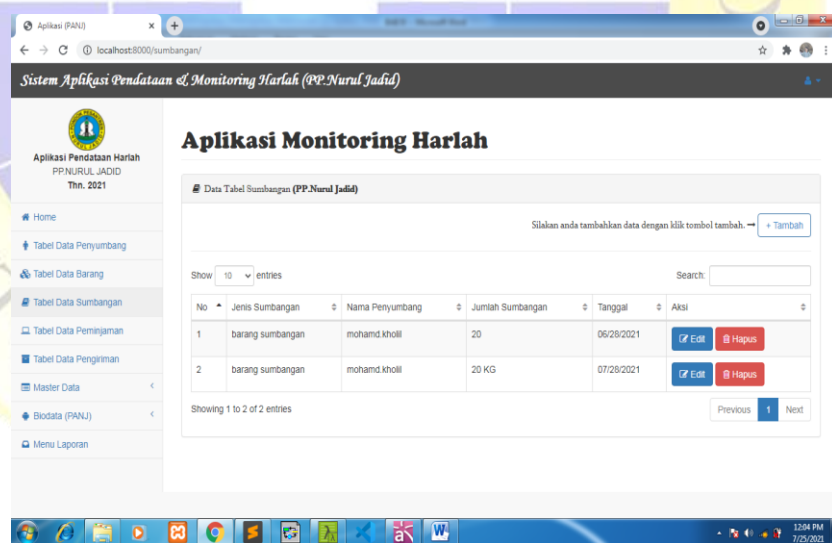 Aplikasi (PANJ)
localhost:8000/sumbangan/
Sistem Aplikasi Pendataan & Monitoring Harlah (PP.Nurul Jadid)
Aplikasi Pendataan Harlah
PP.NURUL JADID
Thn. 2021
Home
Tabel Data Penyumbang
Tabel Data Barang
Tabel Data Sumbangan
Tabel Data Peminjaman
Tabel Data Pengiriman
Master Data
Biodata (PANJ)
Menu Laporan
Aplikasi Monitoring Harlah
Data Tabel Sumbangan (PP.Nurul Jadid)
Silakan anda tambahkan data dengan klik tombol tambah. → + Tambah
Show 10 entries Search:
No Jenis Sumbangan Nama Penyumbang Jumlah Sumbangan Tanggal Aksi
1 barang sumbangan mohamd.kholil 20 06/28/2021 Edit Hapus
2 barang sumbangan mohamd.kholil 20 KG 07/28/2021 Edit Hapus
Showing 1 to 2 of 2 entries Previous 1 Next
12:04 PM
7/25/2021